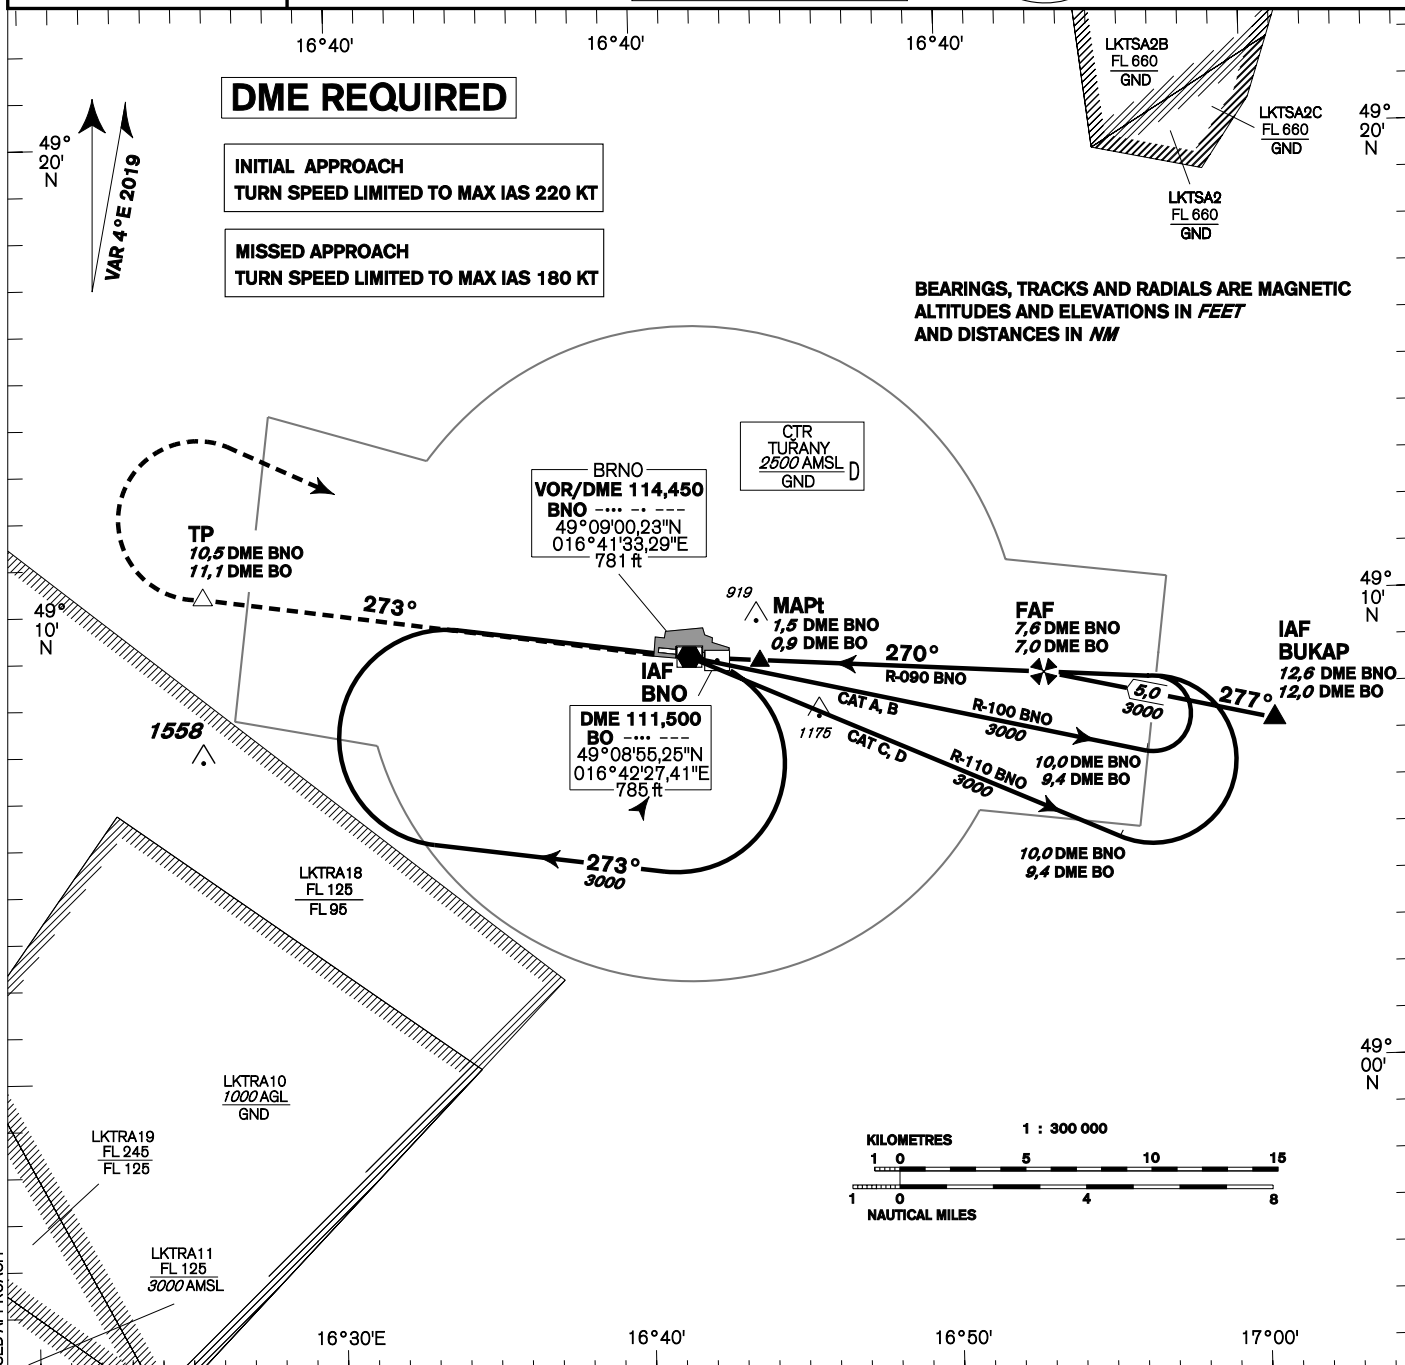 16°40' 16°40' 16°40'
DME REQUIRED
INITIAL APPROACH
TURN SPEED LIMITED TO MAX IAS 220 KT
MISSED APPROACH
TURN SPEED LIMITED TO MAX IAS 180 KT
VAR 4°E 2019
49°
20'
N
LKTSA2B
FL 660
GND
LKTSA2C
FL 660
GND
LKTSA2
FL 660
GND
49°
20'
N
BEARINGS, TRACKS AND RADIALS ARE MAGNETIC
ALTITUDES AND ELEVATIONS IN FEET
AND DISTANCES IN NM
CTR
TUŘANY
2500 AMSL
GND
D
BRNO
VOR/DME 114,450
BNO -··· -· ---
49°09'00,23"N
016°41'33,29"E
781 ft
TP
10,5 DME BNO
11,1 DME BO
273°
49°
10'
N
919
MAPt
1,5 DME BNO
0,9 DME BO
FAF
7,6 DME BNO
7,0 DME BO
49°
10'
N
IAF
BUKAP
12,6 DME BNO
12,0 DME BO
270°
R-090 BNO
277°
5,0
3000
IAF
BNO
DME 111,500
BO -··· ---
49°08'55,25"N
016°42'27,41"E
785 ft
CAT A, B
R-100 BNO
3000
10,0 DME BNO
9,4 DME BO
1175
CAT C, D
R-110 BNO
3000
10,0 DME BNO
9,4 DME BO
1558
273°
3000
LKTRA18
FL 125
FL 95
LKTRA10
1000 AGL
GND
LKTRA19
FL 245
FL 125
LKTRA11
FL 125
3000 AMSL
49°
00'
N
1 : 300 000
KILOMETRES
1 0 5 10 15
1 0 4 8
NAUTICAL MILES
16°30'E 16°40' 16°50' 17°00'